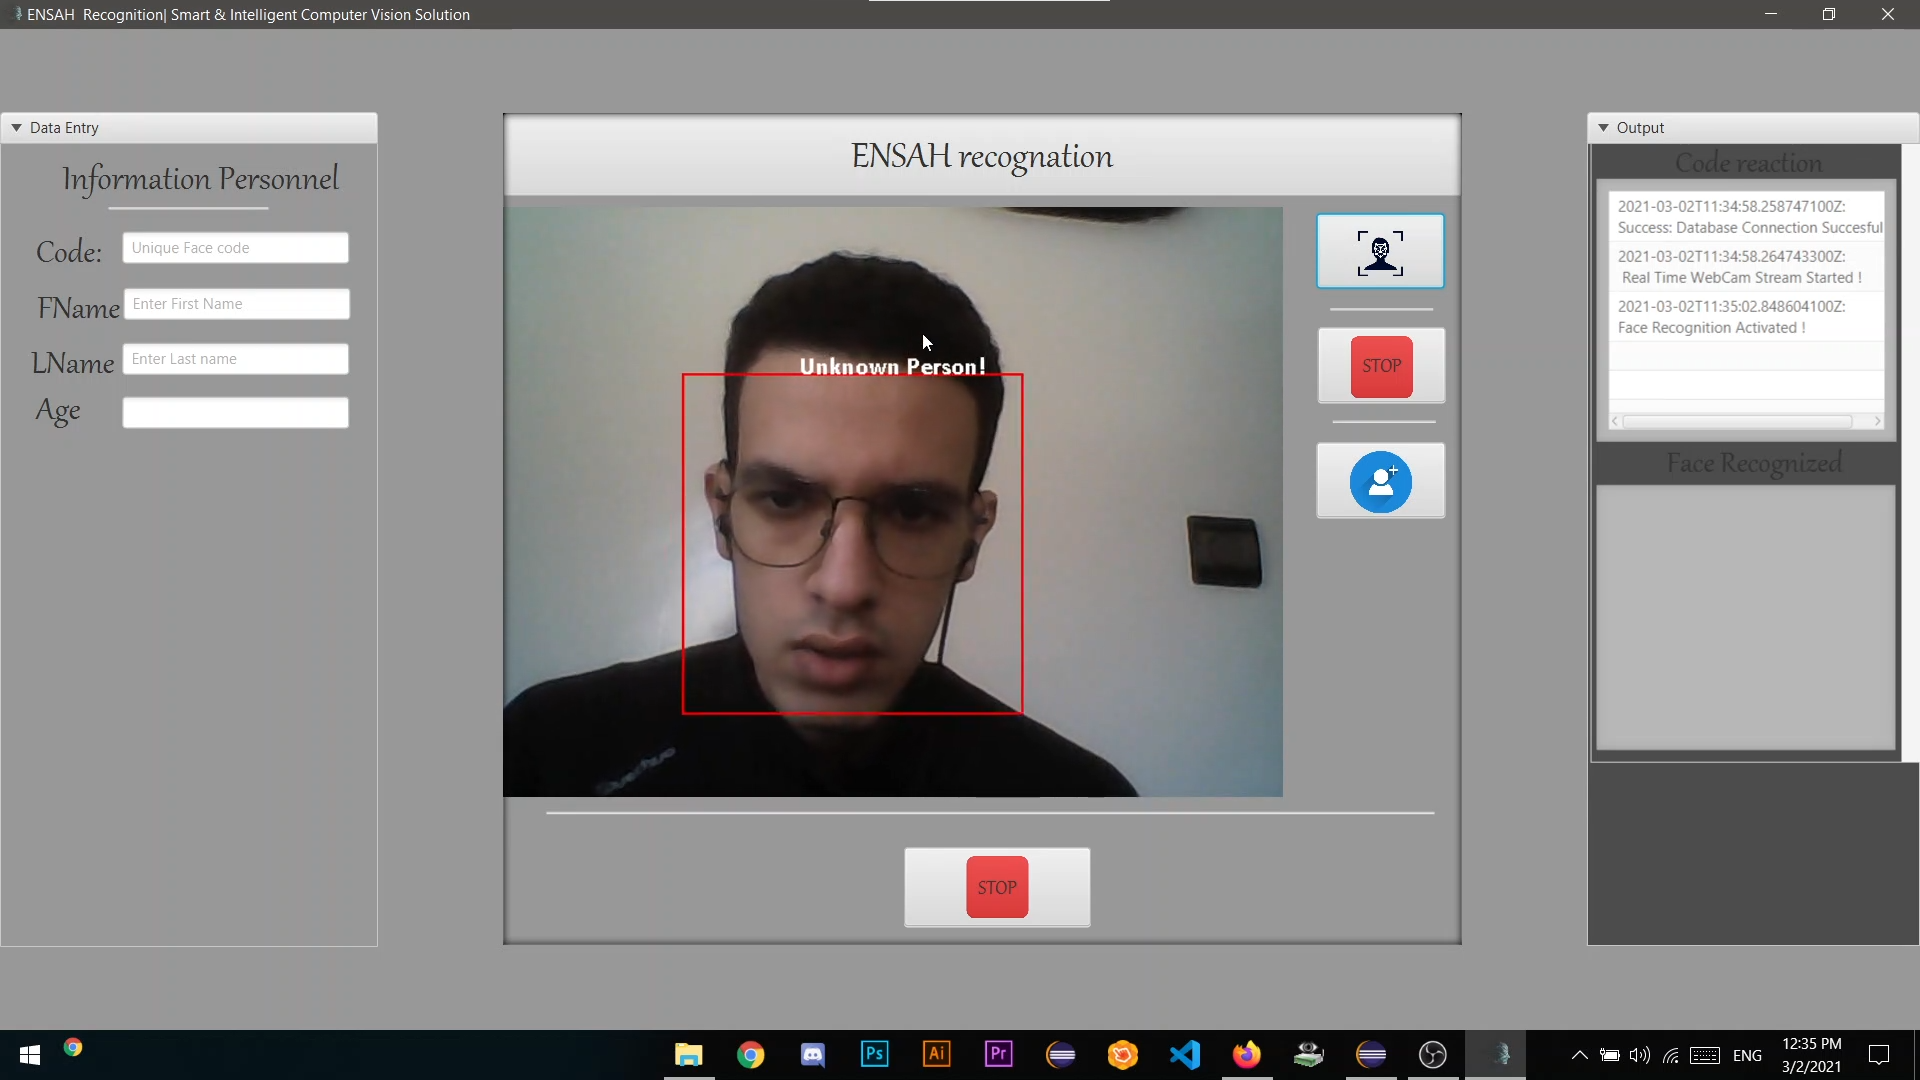 ENSAH  Recognition| Smart & Intelligent Computer Vision Solution
Data Entry
Information Personnel
Code:
Unique Face code
FName
Enter First Name
LName
Enter Last name
Age
ENSAH recognation
Unknown Person!
STOP
STOP
Output
Code reaction
2021-03-02T11:34:58.258747100Z:
Success: Database Connection Succesful
2021-03-02T11:34:58.264743300Z:
Real Time WebCam Stream Started !
2021-03-02T11:35:02.848604100Z:
Face Recognition Activated !
Face Recognized
Ps
Ai
Pr
ENG
12:35 PM
3/2/2021